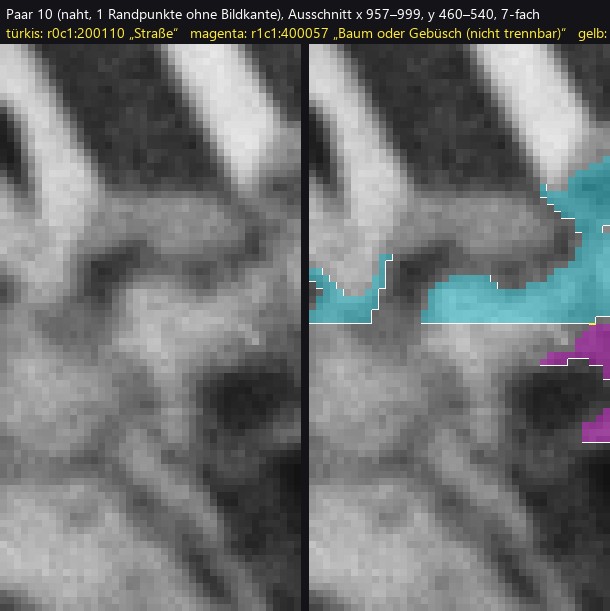 Paar 10 (naht, 1 Randpunkte ohne Bildkante), Ausschnitt x 957–999, y 460–540, 7-fach
türkis: r0c1:200110 „Straße“ magenta: r1c1:400057 „Baum oder Gebüsch (nicht trennbar)“ gelb: